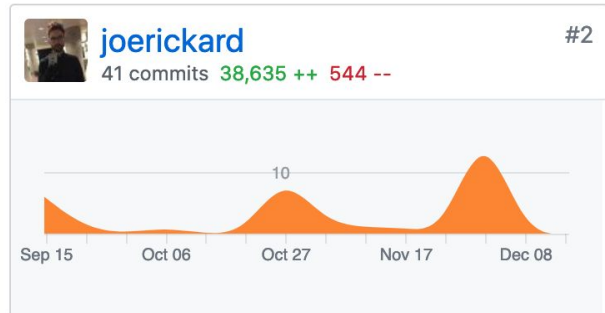 joerickard
#2
41 commits 38,635 ++ 544 --
10
Sep 15 Oct 06 Oct 27 Nov 17 Dec 08